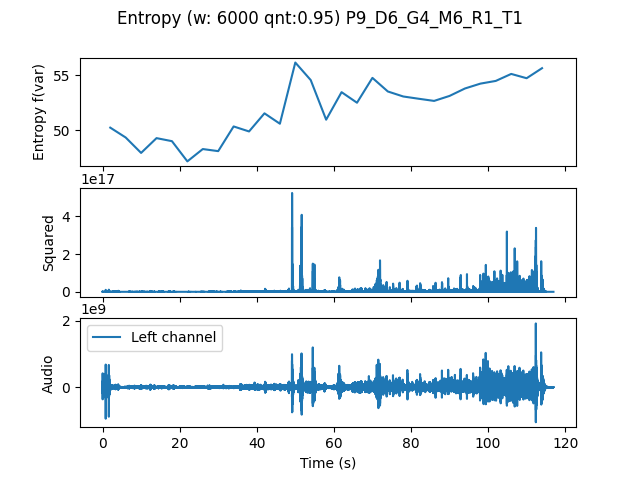 Entropy (w: 6000 qnt:0.95) P9_D6_G4_M6_R1_T1
Entropy f(var)
55
50
1e17
Squared
4
2
0
1e9
Audio
2
0
Left channel
0 20 40 60 80 100 120
Time (s)